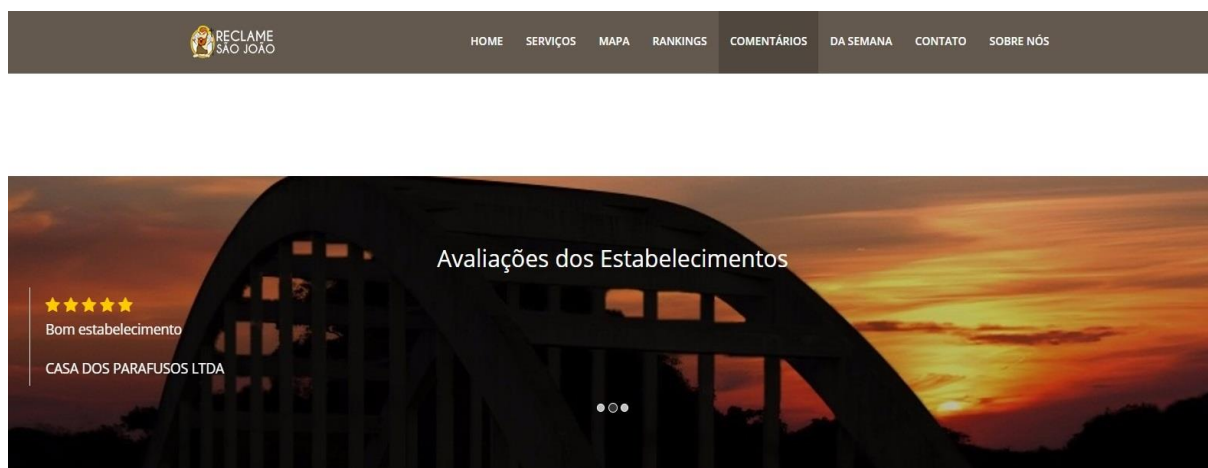 RECLAME
SÃO JOÃO
HOME SERVIÇOS MAPA RANKINGS COMENTÁRIOS DA SEMANA CONTATO SOBRE NÓS
Avaliações dos Estabelecimentos
Bom estabelecimento
CASA DOS PARAFUSOS LTDA